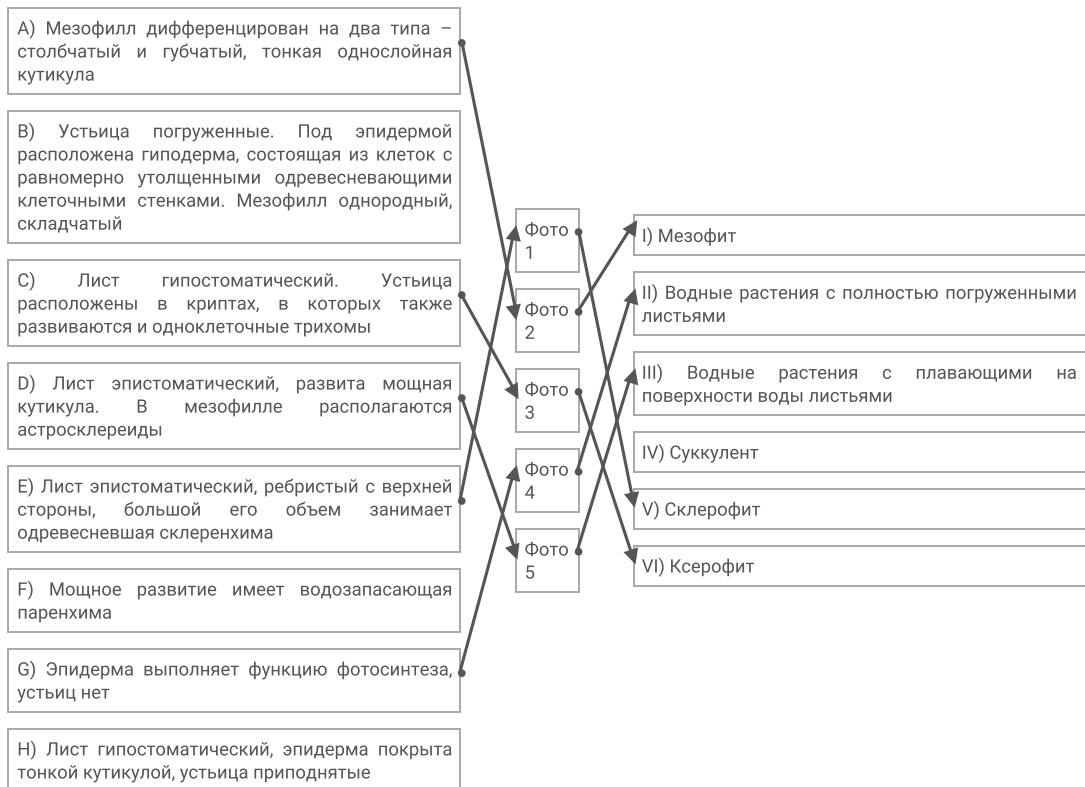 A) Мезофилл дифференцирован на два типа –
столбчатый и губчатый, тонкая однослойная
кутикула
B) Устьица погруженные. Под эпидермой
расположена гиподерма, состоящая из клеток с
равномерно утолщенными одревесневающими
клеточными стенками. Мезофилл однородный,
складчатый
C) Лист гипостоматический. Устьица
расположены в криптах, в которых также
развиваются и одноклеточные трихомы
D) Лист эпистоматический, развита мощная
кутикула. В мезофилле располагаются
астросклереиды
E) Лист эпистоматический, ребристый с верхней
стороны, большой его объем занимает
одревесневшая склеренхима
F) Мощное развитие имеет водозапасающая
паренхима
G) Эпидерма выполняет функцию фотосинтеза,
устьиц нет
H) Лист гипостоматический, эпидерма покрыта
тонкой кутикулой, устьица приподнятые
Фото
1
Фото
2
Фото
3
Фото
4
Фото
5
I) Мезофит
II) Водные растения с полностью погруженными
листьями
III) Водные растения с плавающими на
поверхности воды листьями
IV) Суккулент
V) Склерофит
VI) Ксерофит